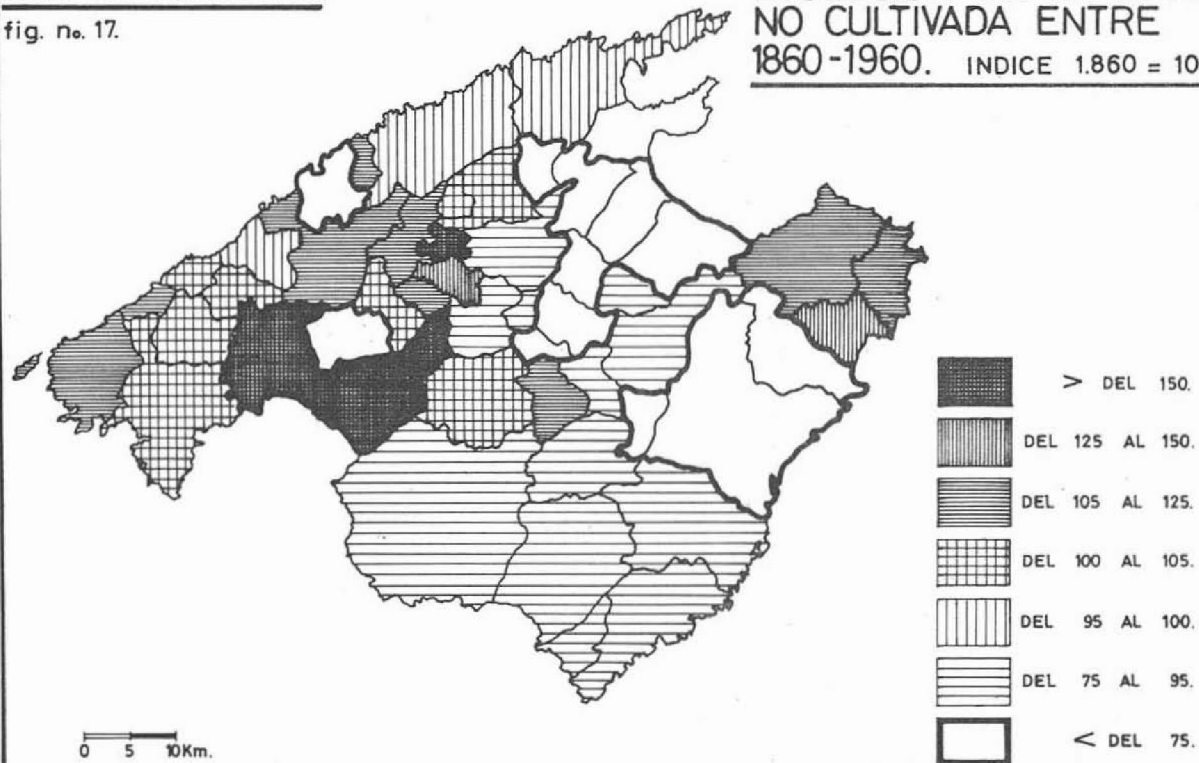 fig. no. 17.
NO CULTIVADA ENTRE
1860-1960. INDICE 1.860 = 10
> DEL 150.
DEL 125 AL 150.
DEL 105 AL 125.
DEL 100 AL 105.
DEL 95 AL 100.
DEL 75 AL 95.
< DEL 75.
0 5 10Km.